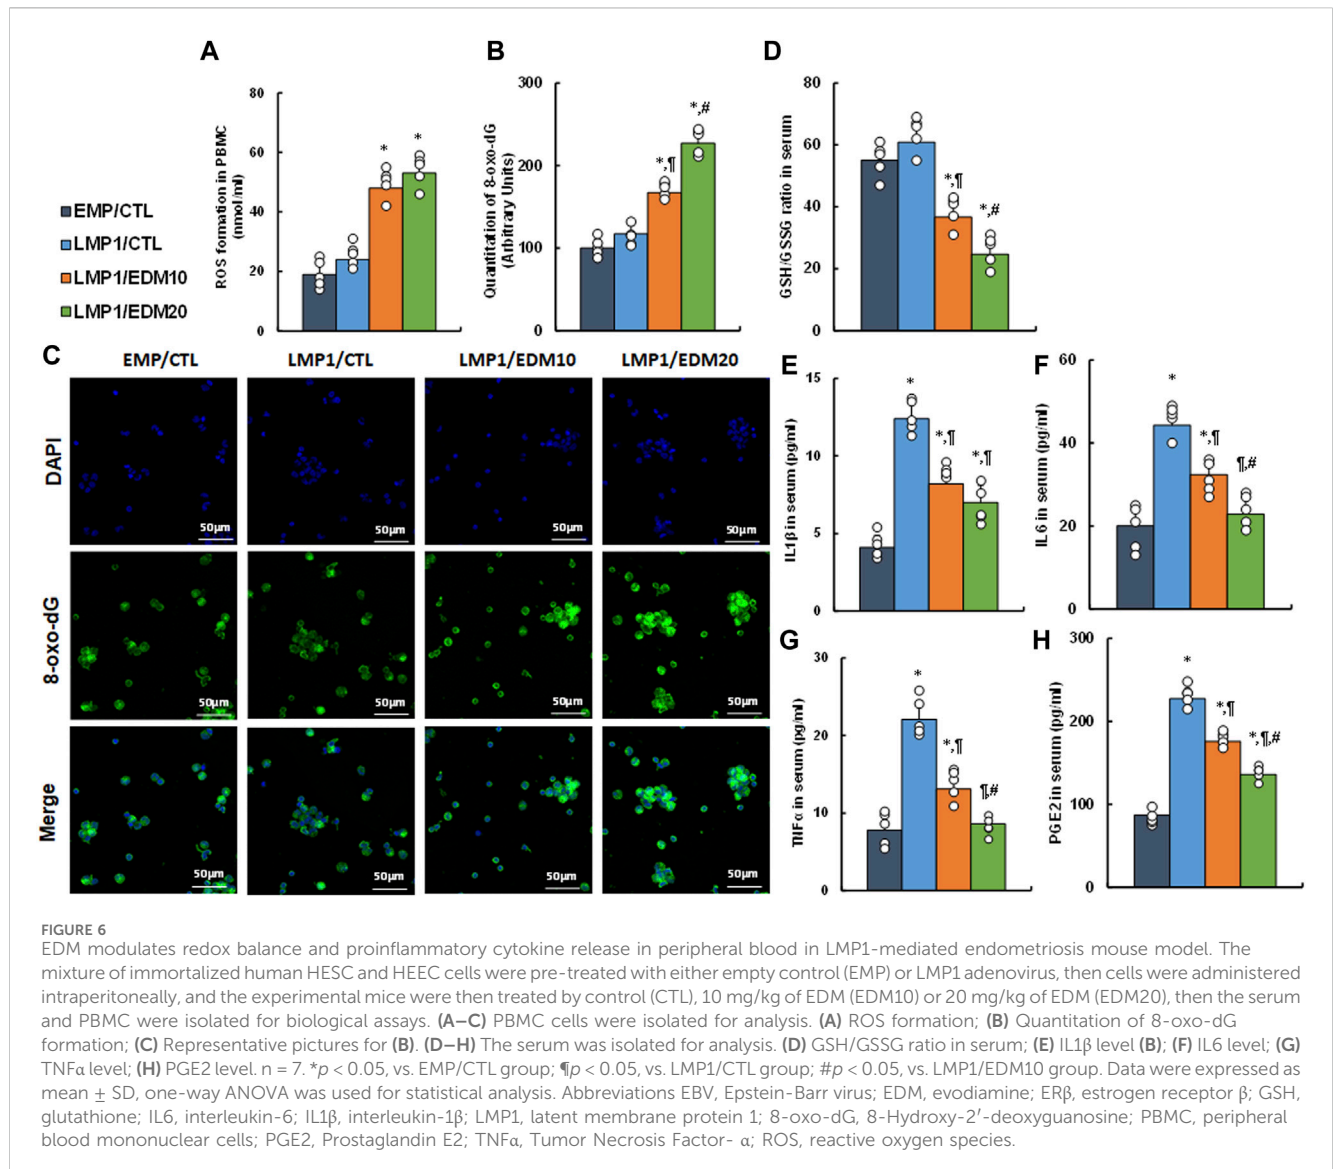 A
B
D
ROS formation in PBMC
(nmol/ml)
80
60
40
20
0
*
*
Quantitation of 8-oxo-dG
(Arbitrary Units)
300
200
100
0
*,¶
*,#
GSH/GSSG ratio in serum
80
60
40
20
0
*,¶
*,#
EMP/CTL
LMP1/CTL
LMP1/EDM10
LMP1/EDM20
C
EMP/CTL
LMP1/CTL
LMP1/EDM10
LMP1/EDM20
DAPI
50μm
50μm
50μm
50μm
8-oxo-dG
50μm
50μm
50μm
50μm
Merge
50μm
50μm
50μm
50μm
E
IL1β in serum (pg/ml)
15
10
5
0
*
*,¶
*,¶
F
IL6 in serum (pg/ml)
60
40
20
0
*
*,¶
¶,#
G
TNFα in serum (pg/ml)
30
20
10
0
*
*,¶
¶,#
H
PGE2 in serum (pg/ml)
300
200
100
0
*
*,¶
*,¶,#
FIGURE 6
EDM modulates redox balance and proinflammatory cytokine release in peripheral blood in LMP1-mediated endometriosis mouse model. The
mixture of immortalized human HESC and HEEC cells were pre-treated with either empty control (EMP) or LMP1 adenovirus, then cells were administered
intraperitoneally, and the experimental mice were then treated by control (CTL), 10 mg/kg of EDM (EDM10) or 20 mg/kg of EDM (EDM20), then the serum
and PBMC were isolated for biological assays. (A–C) PBMC cells were isolated for analysis. (A) ROS formation; (B) Quantitation of 8-oxo-dG
formation; (C) Representative pictures for (B). (D–H) The serum was isolated for analysis. (D) GSH/GSSG ratio in serum; (E) IL1β level (B); (F) IL6 level; (G)
TNFα level; (H) PGE2 level. n = 7. *p < 0.05, vs. EMP/CTL group; ¶p < 0.05, vs. LMP1/CTL group; #p < 0.05, vs. LMP1/EDM10 group. Data were expressed as
mean ± SD, one-way ANOVA was used for statistical analysis. Abbreviations EBV, Epstein-Barr virus; EDM, evodiamine; ERβ, estrogen receptor β; GSH,
glutathione; IL6, interleukin-6; IL1β, interleukin-1β; LMP1, latent membrane protein 1; 8-oxo-dG, 8-Hydroxy-2′-deoxyguanosine; PBMC, peripheral
blood mononuclear cells; PGE2, Prostaglandin E2; TNFα, Tumor Necrosis Factor- α; ROS, reactive oxygen species.